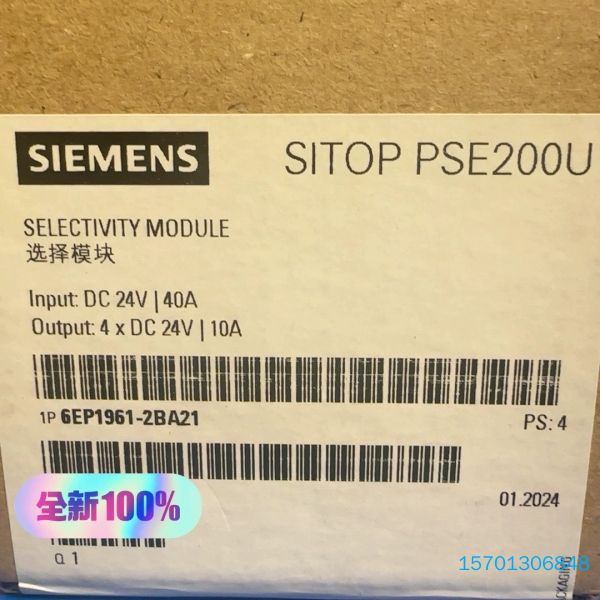 SIEMENS
SITOP PSE200U
SELECTIVITY MODULE
选择模块
Input: DC 24V | 40A
Output: 4 x DC 24V | 10A
1P 6EP1961-2BA21
PS: 4
全新100%
01.2024
Q 1
15701306848